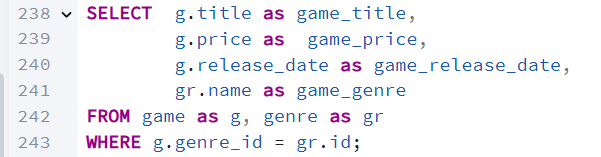 238 SELECT  g.title as game_title,
239         g.price as  game_price,
240         g.release_date as game_release_date,
241         gr.name as game_genre
242 FROM game as g, genre as gr
243 WHERE g.genre_id = gr.id;